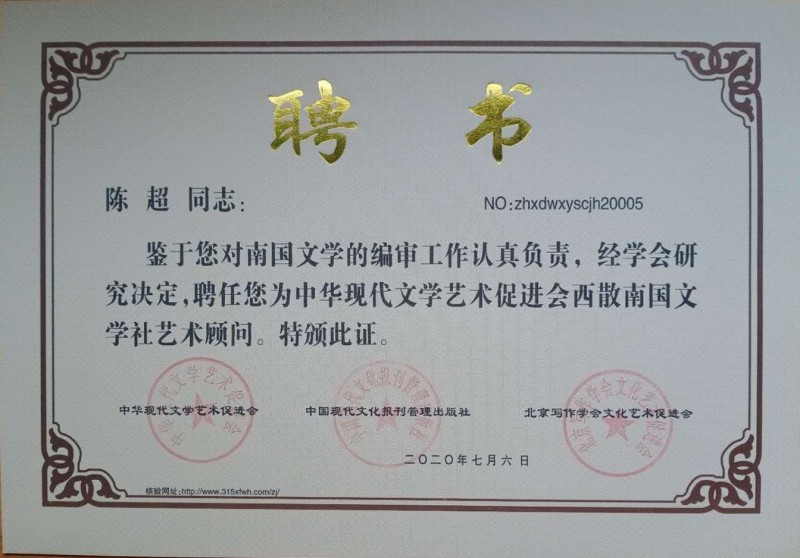 聘 书
陈 超 同志：
NO:zhxdwxyscjh20005
鉴于您对南国文学的编审工作认真负责，经学会研
究决定，聘任您为中华现代文学艺术促进会西散南国文
学社艺术顾问。特颁此证。
中华现代文学艺术促进会
中国现代文化报刊管理出版社
北京写作学会文化艺术促进会
二〇二〇年七月六日
核验网址:http://www.315xfwh.com/zj/